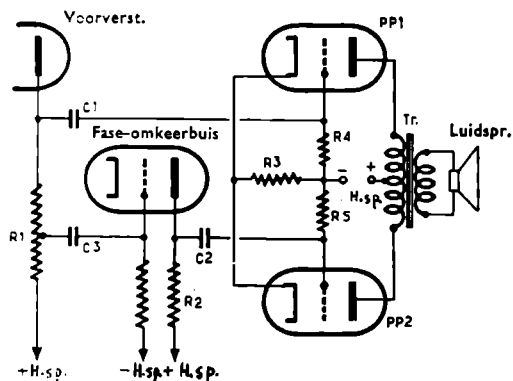 Voorverst.
PP1
C1
Fase-omkeerbuis
Tr.
Luidspr.
R4
R3
- +
H.sp.
R5
R1
C3
C2
R2
PP2
+H.sp.
-H.sp+ H.sp.